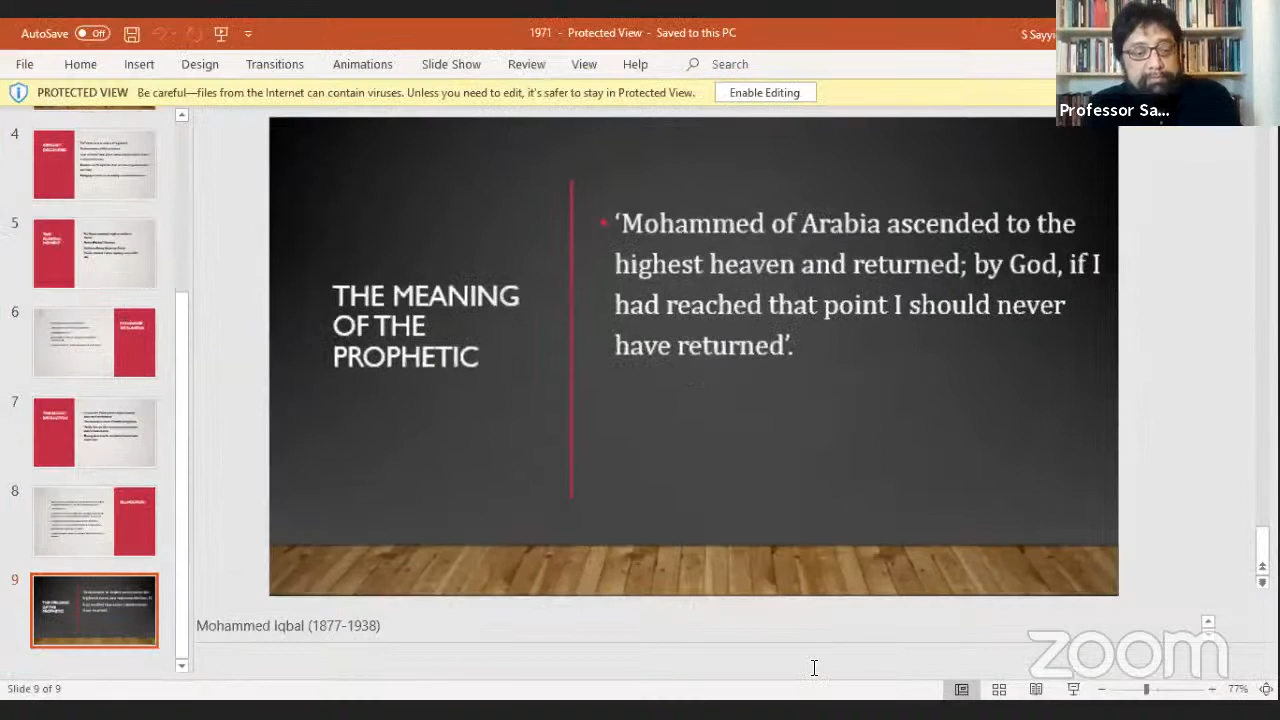 AutoSave Off
1971 - Protected View - Saved to this PC
S Sayyi
File Home Insert Design Transitions Animations Slide Show Review View Help Search
PROTECTED VIEW Be careful—files from the Internet can contain viruses. Unless you need to edit, it's safer to stay in Protected View. Enable Editing
Professor Sa...
4
5
6
7
8
9
THE MEANING
OF THE
PROPHETIC
• ‘Mohammed of Arabia ascended to the
highest heaven and returned; by God, if I
had reached that point I should never
have returned’.
Mohammed Iqbal (1877-1938)
zoom
Slide 9 of 9
77%